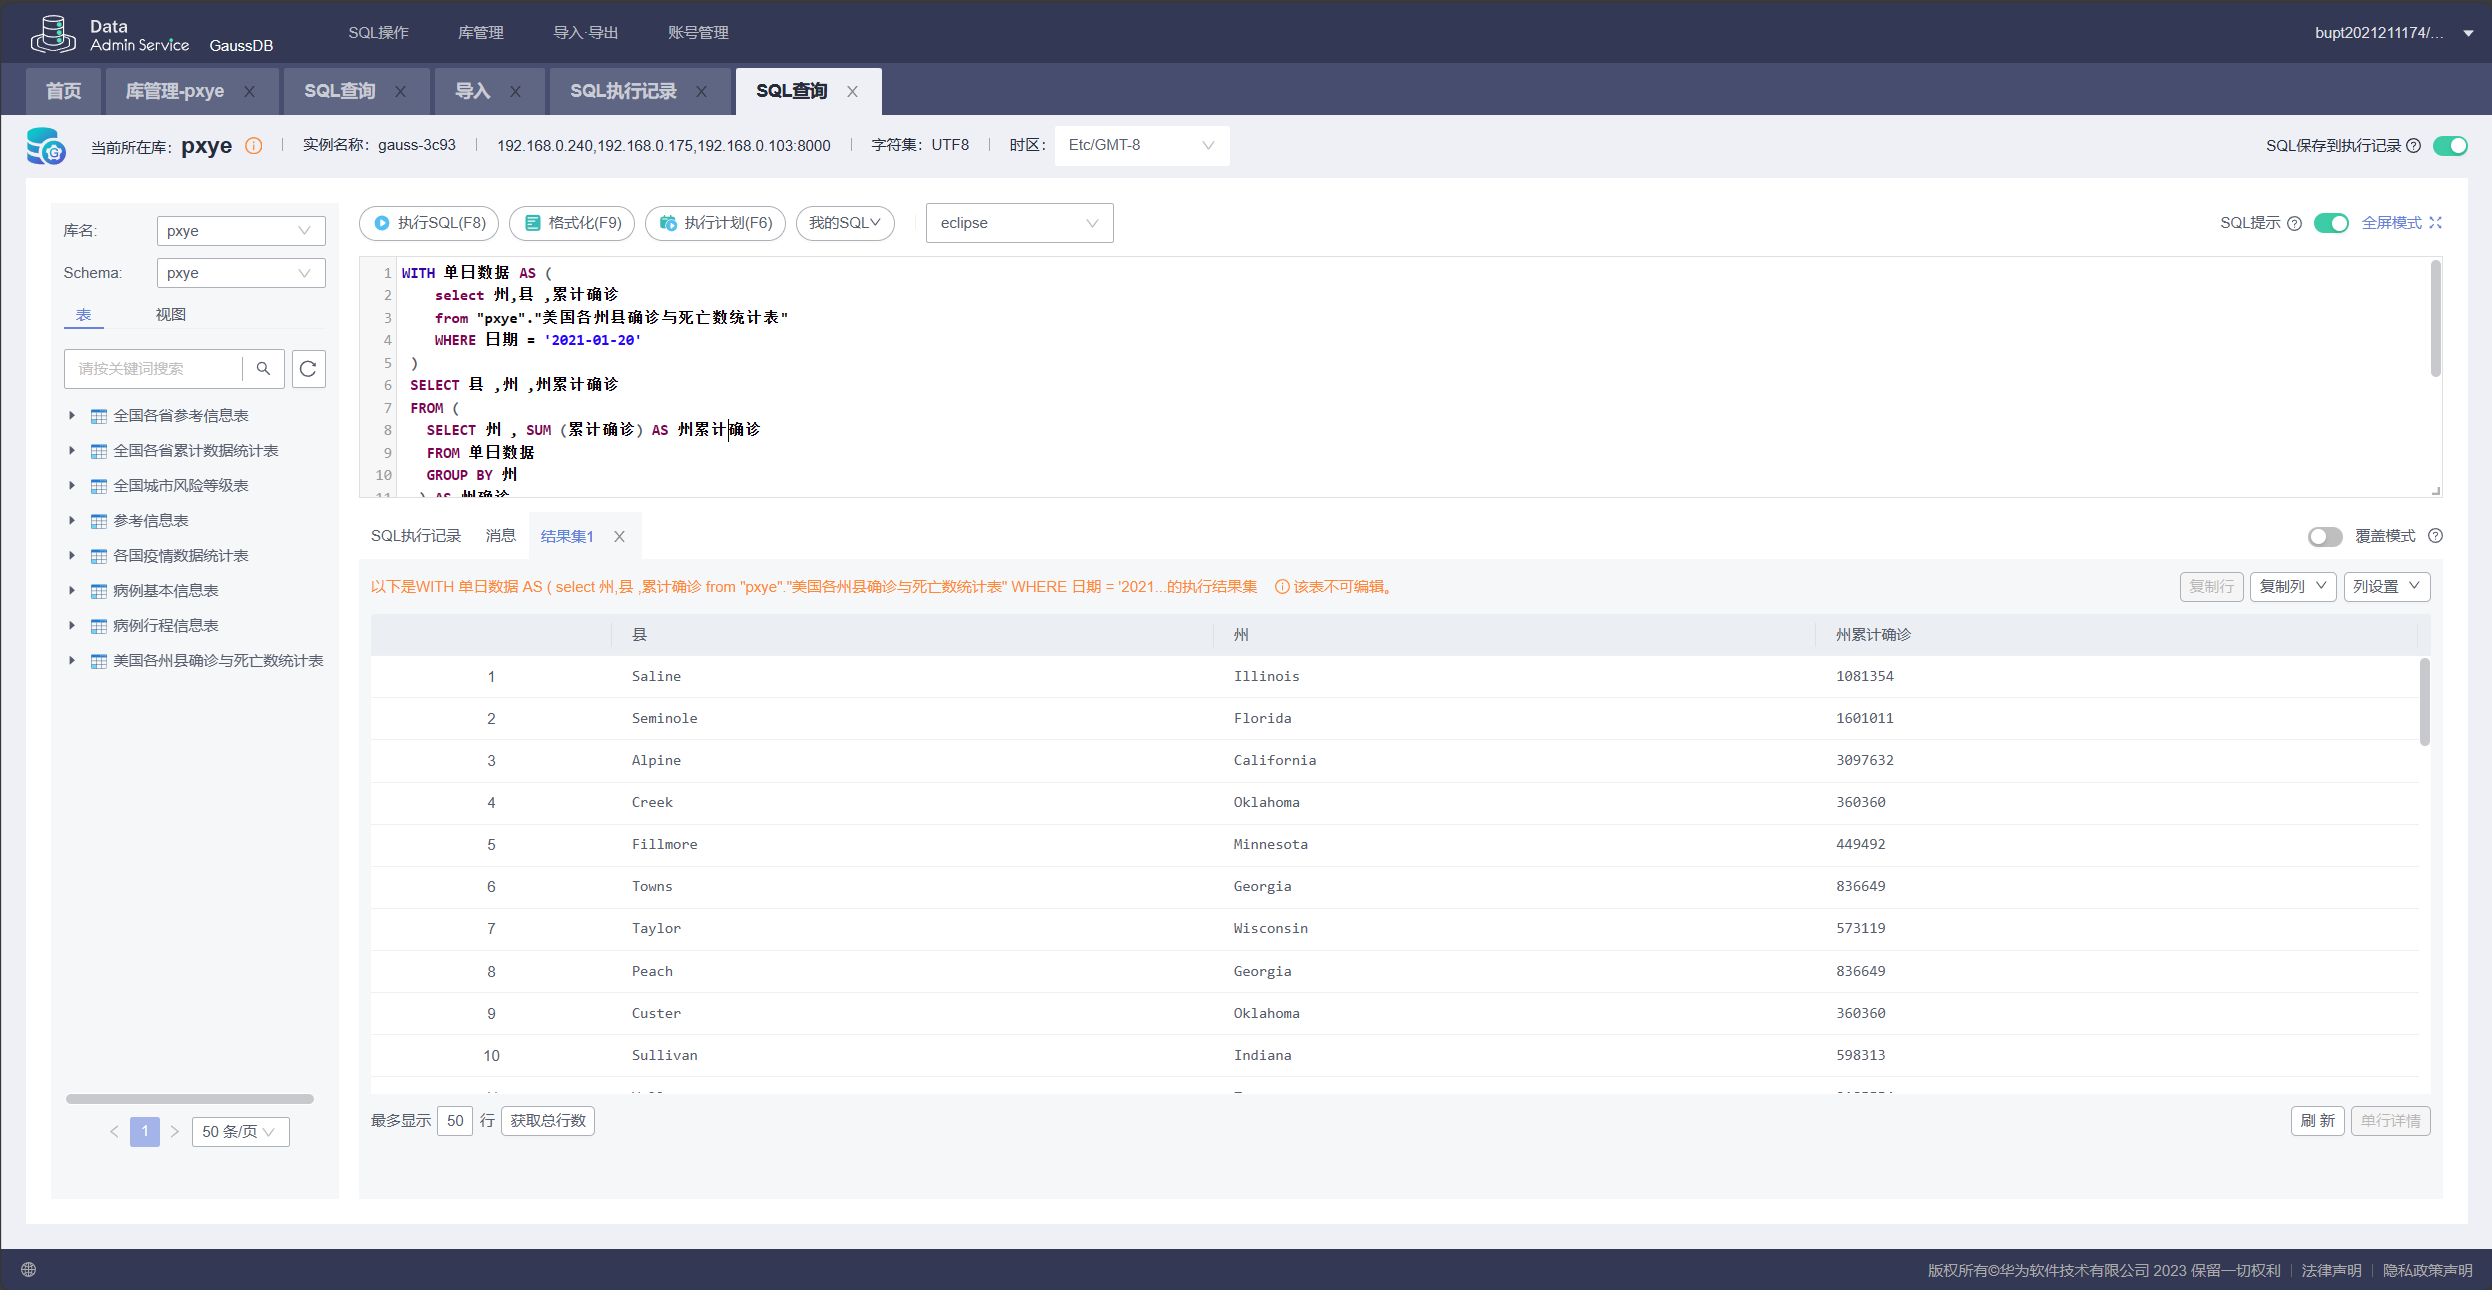 Data
Admin Service GaussDB
SQL操作 库管理 导入·导出 账号管理
bupt2021211174/...
首页 库管理-pxye SQL查询 导入 SQL执行记录 SQL查询
当前所在库: pxye 实例名称: gauss-3c93 192.168.0.240,192.168.0.175,192.168.0.103:8000 字符集: UTF8 时区: Etc/GMT-8
SQL保存到执行记录
库名: pxye
Schema: pxye
表 视图
请按关键词搜索
全国各省参考信息表
全国各省累计数据统计表
全国城市风险等级表
参考信息表
各国疫情数据统计表
病例基本信息表
病例行程信息表
美国各州县确诊与死亡数统计表
1
50 条/页
执行SQL(F8) 格式化(F9) 执行计划(F6) 我的SQL eclipse
SQL提示 全屏模式
1 WITH 单日数据 AS (
2 select 州,县 ,累计确诊
3 from "pxye"."美国各州县确诊与死亡数统计表"
4 WHERE 日期 = '2021-01-20'
5 )
6 SELECT 县 ,州 ,州累计确诊
7 FROM (
8 SELECT 州 , SUM (累计确诊) AS 州累计确诊
9 FROM 单日数据
10 GROUP BY 州
11 ) AS 州确诊
SQL执行记录 消息 结果集1
覆盖模式
以下是WITH 单日数据 AS ( select 州,县 ,累计确诊 from "pxye"."美国各州县确诊与死亡数统计表" WHERE 日期 = '2021...的执行结果集 该表不可编辑。
复制行 复制列 列设置
县 州 州累计确诊
1 Saline Illinois 1081354
2 Seminole Florida 1601011
3 Alpine California 3097632
4 Creek Oklahoma 360360
5 Fillmore Minnesota 449492
6 Towns Georgia 836649
7 Taylor Wisconsin 573119
8 Peach Georgia 836649
9 Custer Oklahoma 360360
10 Sullivan Indiana 598313
最多显示 50 行 获取总行数
刷 新 单行详情
版权所有©华为软件技术有限公司 2023 保留一切权利 法律声明 隐私政策声明